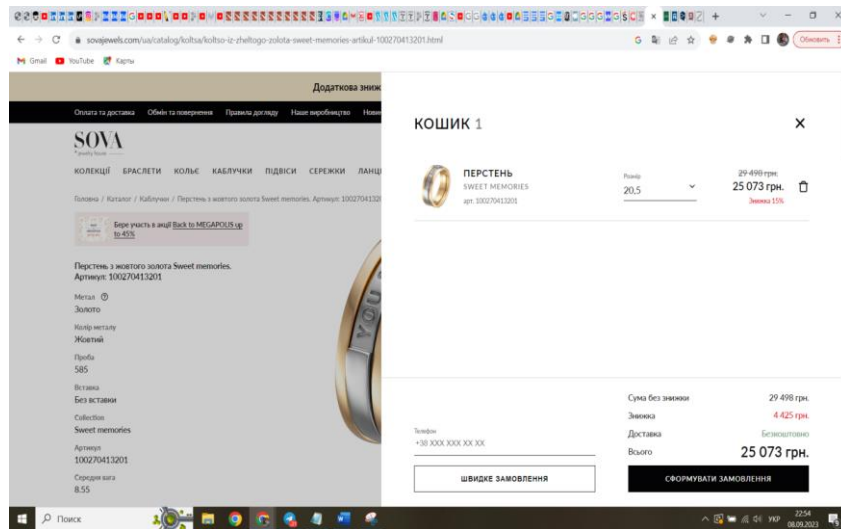 sovajewels.com/ua/catalog/koltsa/koltso-iz-zheltogo-zolota-sweet-memories-artikul-100270413201.html
Обновить
Gmail
YouTube
Карты
Додаткова зниж
Оплата та доставка Обмін та повернення Правила догляду Наше виробництво Новин
SOVA
КОЛЕКЦІЇ БРАСЛЕТИ КОЛЬЄ КАБЛУЧКИ ПІДВІСИ СЕРЕЖКИ ЛАНЦЮ
Головна / Каталог / Каблучки / Перстень з жовтого золота Sweet memories. Артикул: 10027041320
Бере участь в акції Back to MEGAPOLIS up
to 45%
Перстень з жовтого золота Sweet memories.
Артикул: 100270413201
Метал
Золото
Колір металу
Жовтий
Проба
585
Вставка
Без вставки
Collection
Sweet memories
Артикул
100270413201
Середня вага
8.55
YOU
КОШИК 1
ПЕРСТЕНЬ
SWEET MEMORIES
арт. 100270413201
Розмір
20,5
29 498 грн.
25 073 грн.
Знижка 15%
Сума без знижки 29 498 грн.
Знижка 4 425 грн.
Доставка Безкоштовно
Всього 25 073 грн.
Телефон
+38 XXX XXX XX XX
ШВИДКЕ ЗАМОВЛЕННЯ
СФОРМУВАТИ ЗАМОВЛЕННЯ
Поиск
УКР
22:54
08.09.2023